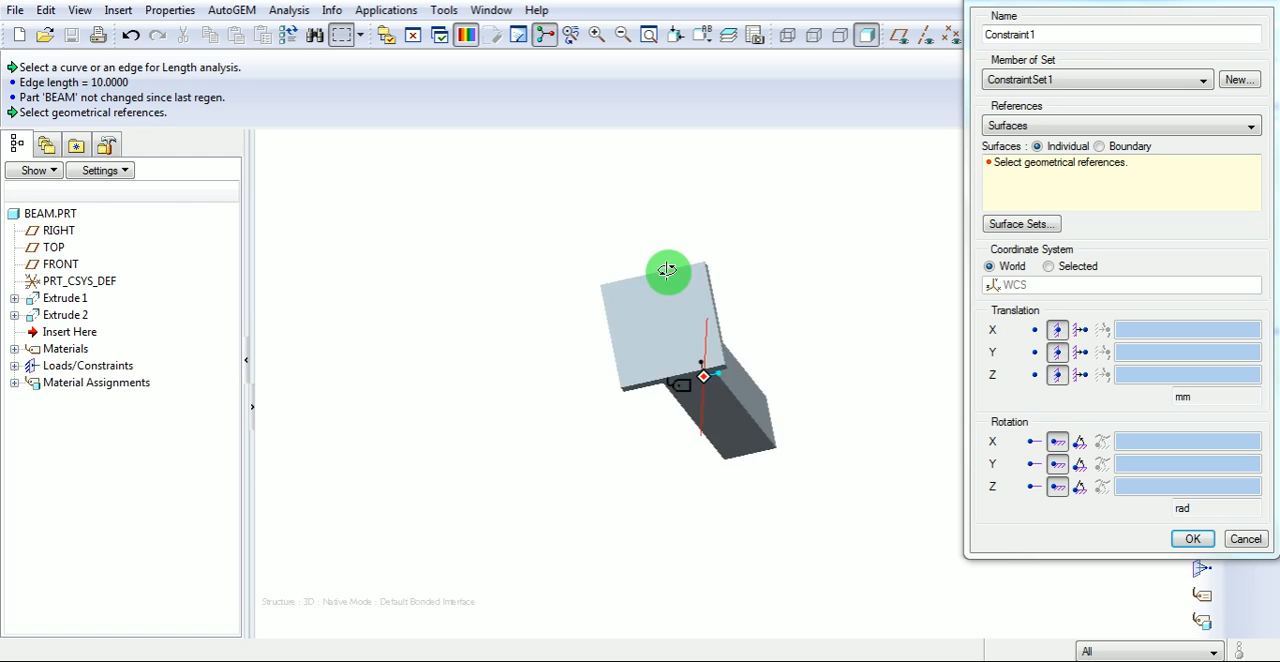 File Edit View Insert Properties AutoGEM Analysis Info Applications Tools Window Help
Select a curve or an edge for Length analysis.
Edge length = 10.0000
Part 'BEAM' not changed since last regen.
Select geometrical references.
Show Settings
BEAM.PRT
RIGHT
TOP
FRONT
PRT_CSYS_DEF
Extrude 1
Extrude 2
Insert Here
Materials
Loads/Constraints
Material Assignments
Structure : 3D : Native Mode : Default Bonded Interface
Name
Constraint1
Member of Set
ConstraintSet1 New...
References
Surfaces
Surfaces : Individual Boundary
Select geometrical references.
Surface Sets...
Coordinate System
World Selected
WCS
Translation
X
Y
Z
mm
Rotation
X
Y
Z
rad
OK Cancel
All